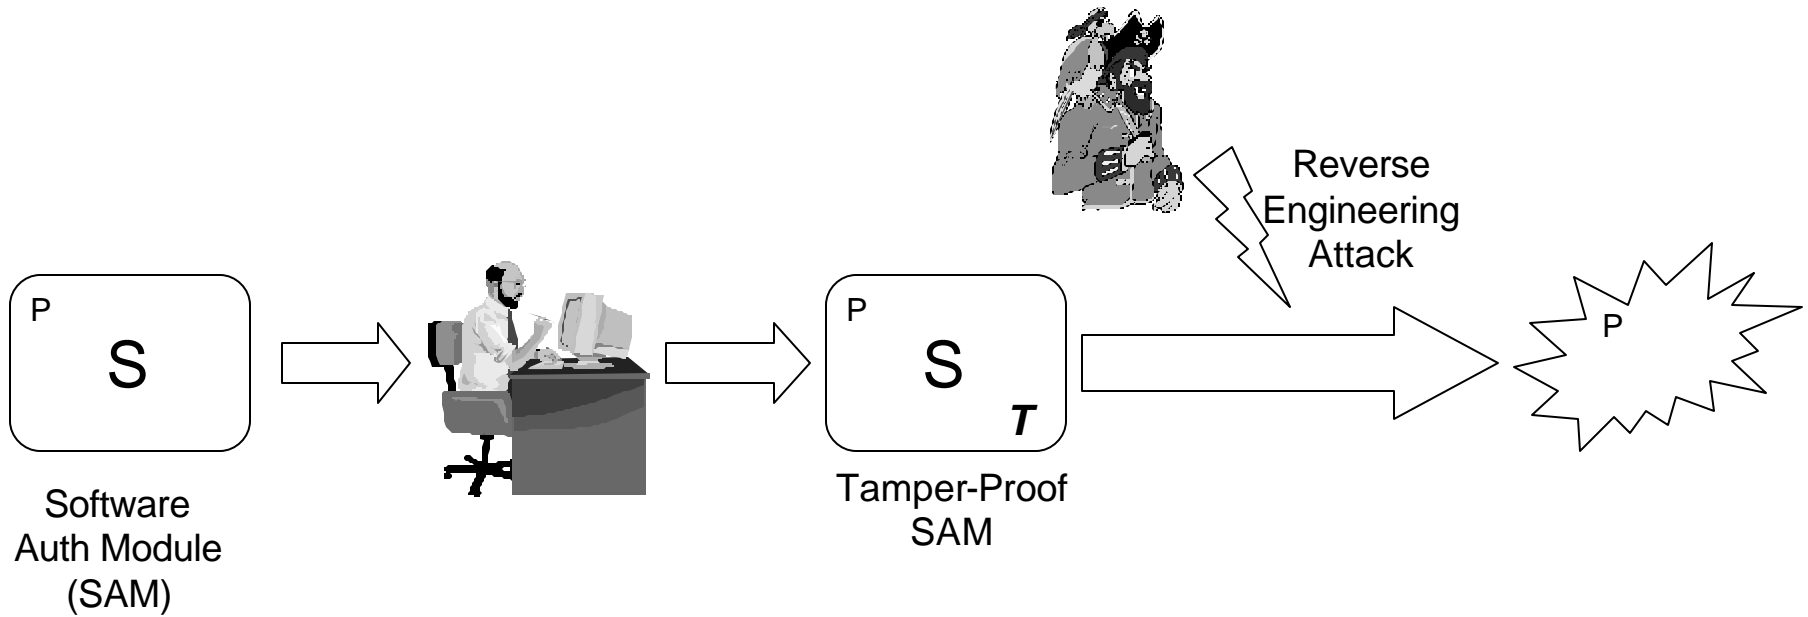 P
S
Software
Auth Module
(SAM)
P
S
T
Tamper-Proof
SAM
Reverse
Engineering
Attack
P